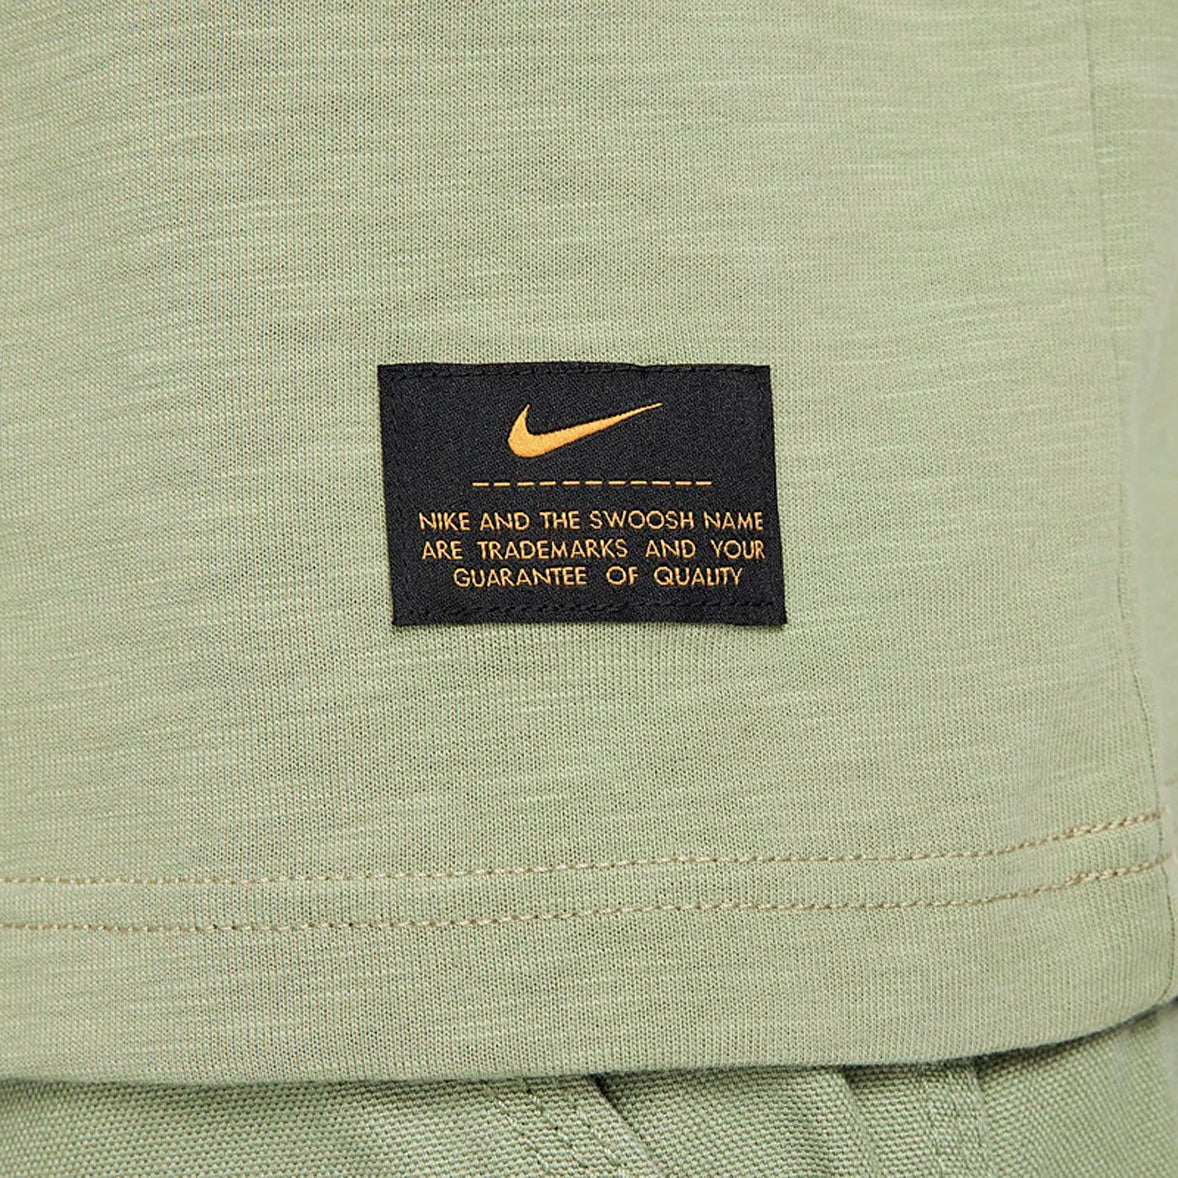 NIKE AND THE SWOOSH NAME
ARE TRADEMARKS AND YOUR
GUARANTEE OF QUALITY